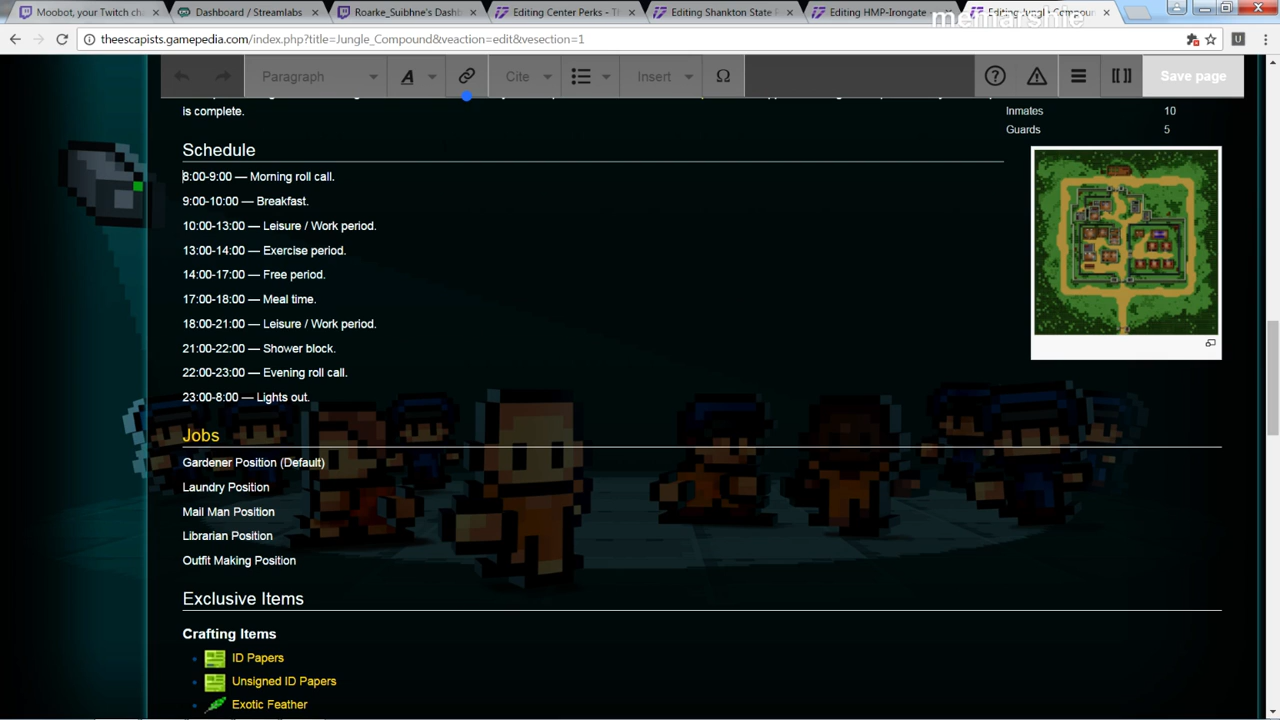 Moobot, your Twitch ch
Dashboard / Streamlabs
Roarke_Suibhne's Dash
Editing Center Perks - Th
Editing Shankton State
Editing HMP-Irongate
Editing Jungle Compoun
theescapists.gamepedia.com/index.php?title=Jungle_Compound&veaction=edit&vesection=1
Paragraph
A
Cite
Insert
Ω
Save page
is complete.
Inmates 10
Guards 5
Schedule
8:00-9:00 — Morning roll call.
9:00-10:00 — Breakfast.
10:00-13:00 — Leisure / Work period.
13:00-14:00 — Exercise period.
14:00-17:00 — Free period.
17:00-18:00 — Meal time.
18:00-21:00 — Leisure / Work period.
21:00-22:00 — Shower block.
22:00-23:00 — Evening roll call.
23:00-8:00 — Lights out.
Jobs
Gardener Position (Default)
Laundry Position
Mail Man Position
Librarian Position
Outfit Making Position
Exclusive Items
Crafting Items
ID Papers
Unsigned ID Papers
Exotic Feather